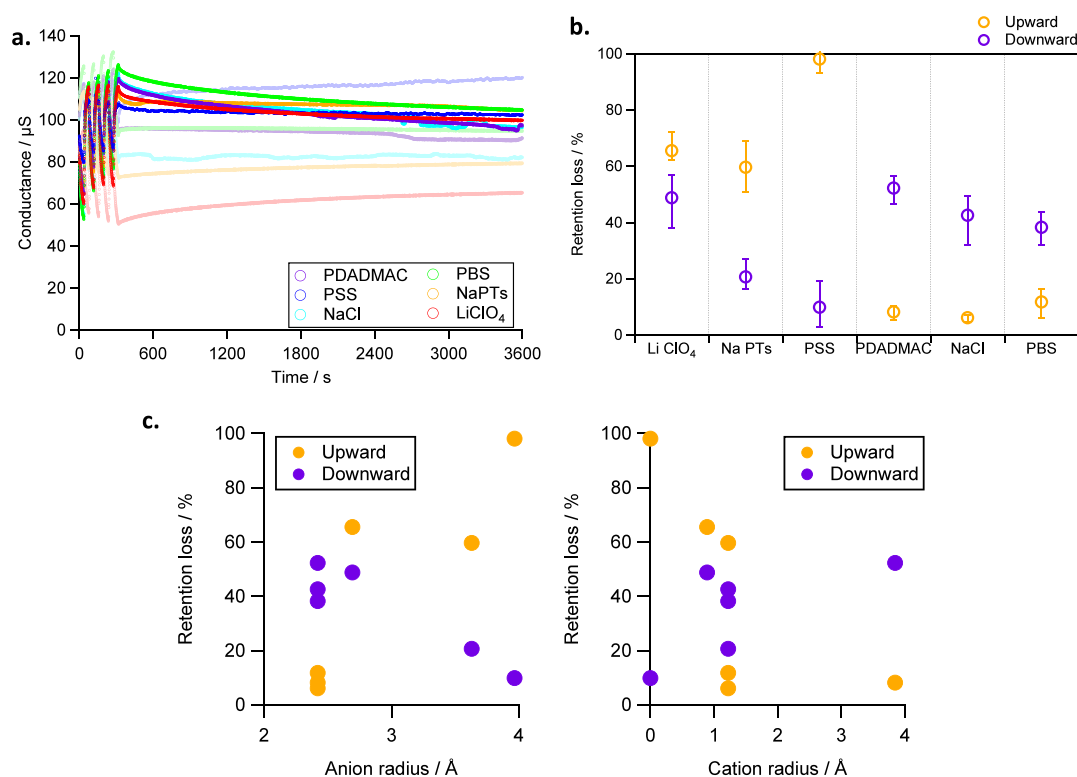 a.
Conductance / µS
140
120
100
80
60
40
20
0
PDADMAC
PSS
NaCl
PBS
NaPTs
LiClO₄
0
600
1200
1800
2400
3000
3600
Time / s
b.
Upward
Downward
Retention loss / %
100
80
60
40
20
0
Li ClO₄
Na PTs
PSS
PDADMAC
NaCl
PBS
c.
Retention loss / %
100
80
60
40
20
0
Upward
Downward
2
3
4
Anion radius / Å
Retention loss / %
100
80
60
40
20
0
Upward
Downward
0
1
2
3
4
Cation radius / Å